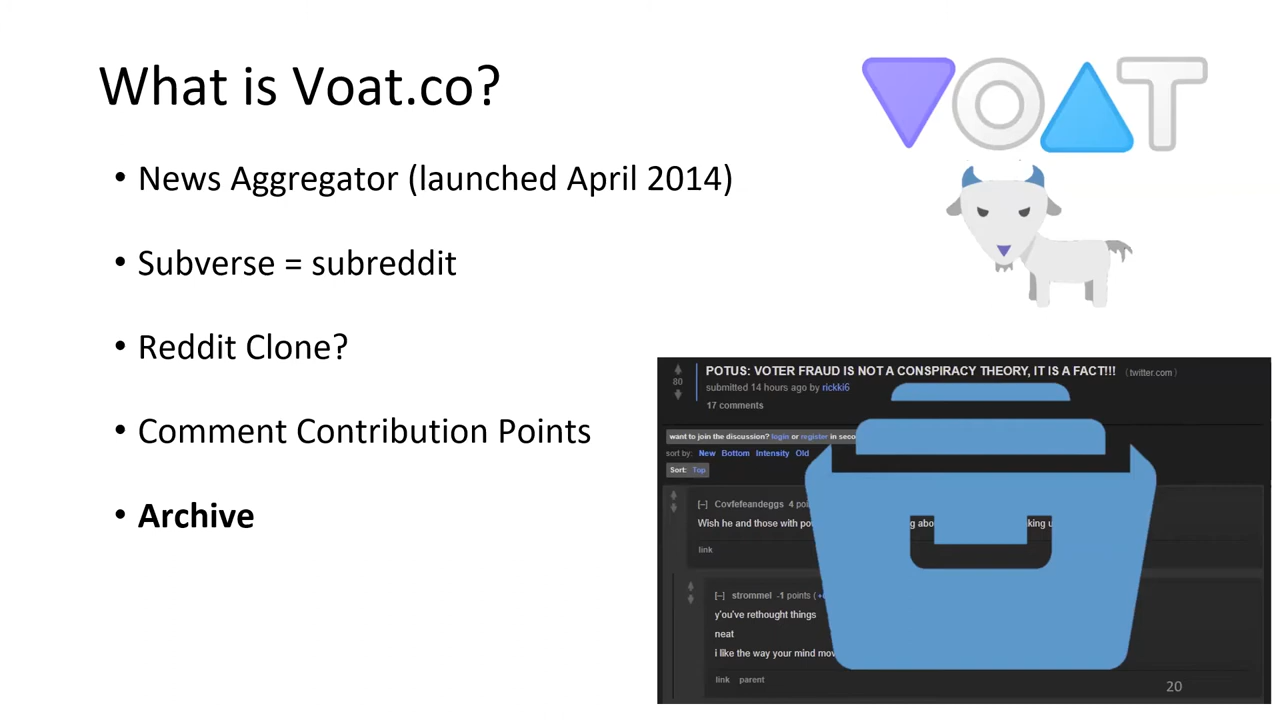 What is Voat.co?
VOAT
• News Aggregator (launched April 2014)
• Subverse = subreddit
• Reddit Clone?
• Comment Contribution Points
• Archive
POTUS: VOTER FRAUD IS NOT A CONSPIRACY THEORY, IT IS A FACT!!! (twitter.com)
80
submitted 14 hours ago by rickki6
17 comments
want to join the discussion? login or register in
sort by: New Bottom Intensity Old
Sort: Top
[–] Covfefeandeggs 4
Wish he and those with
link
[–] strommel -1 points (
y'ou've rethought things
neat
i like the way your mind
link parent
20